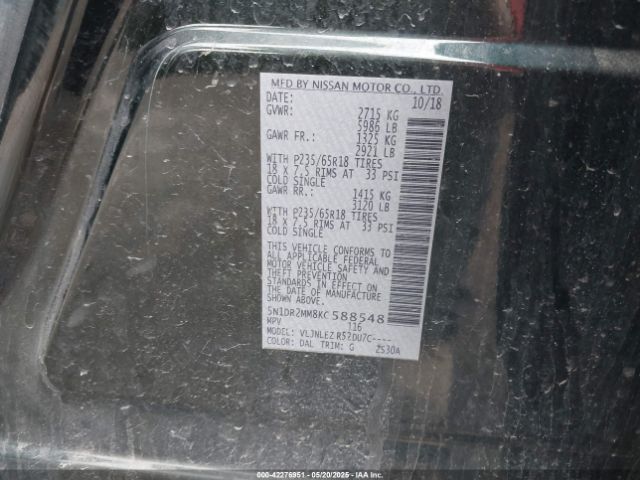 MFD BY NISSAN MOTOR CO., LTD.
DATE: 10/18
GVWR: 2715 KG
5986 LB
GAWR FR.: 1325 KG
2921 LB
WITH P235/65R18 TIRES
18 X 7.5 RIMS AT 33 PSI
COLD SINGLE
GAWR RR.: 1415 KG
3120 LB
WITH P235/65R18 TIRES
18 X 7.5 RIMS AT 33 PSI
COLD SINGLE
THIS VEHICLE CONFORMS TO
ALL APPLICABLE FEDERAL
MOTOR VEHICLE SAFETY AND
THEFT PREVENTION
STANDARDS IN EFFECT ON
THE DATE OF MANUFACTURE
SHOWN ABOVE.
5N1DR2MM8KC588548
MPV 116
MODEL: VLJNLEZ R52DU7C----
COLOR: DAL TRIM: G ZS30A
000-42276951 - 05/20/2025 - IAA